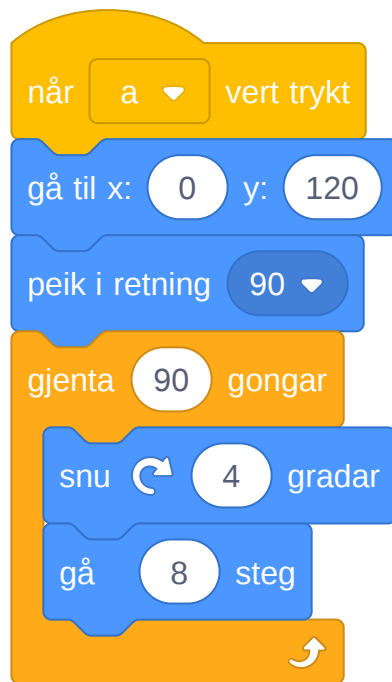 når a vert trykt
gå til x: 0 y: 120
peik i retning 90
gjenta 90 gongar
snu 4 gradar
gå 8 steg